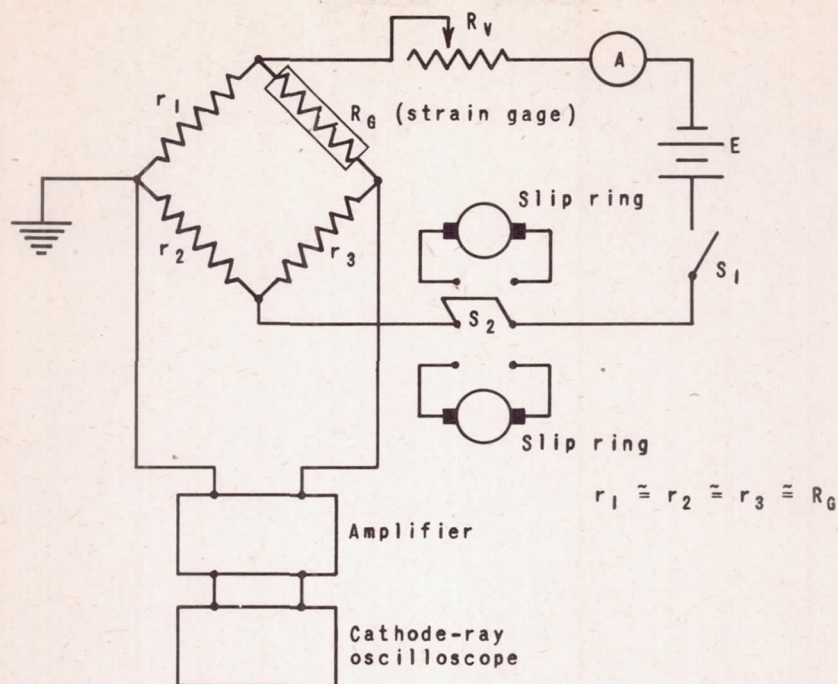 R_V
A
r_1
R_G (strain gage)
E
Slip ring
r_2
r_3
S_1
S_2
Slip ring
r_1 ≅ r_2 ≅ r_3 ≅ R_G
Amplifier
Cathode-ray
oscilloscope